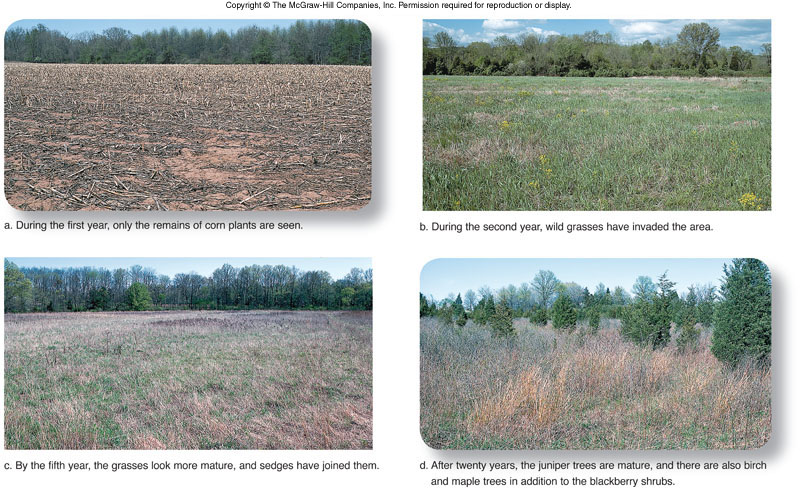 Copyright © The McGraw-Hill Companies, Inc. Permission required for reproduction or display.
a. During the first year, only the remains of corn plants are seen.
b. During the second year, wild grasses have invaded the area.
c. By the fifth year, the grasses look more mature, and sedges have joined them.
d. After twenty years, the juniper trees are mature, and there are also birch
and maple trees in addition to the blackberry shrubs.